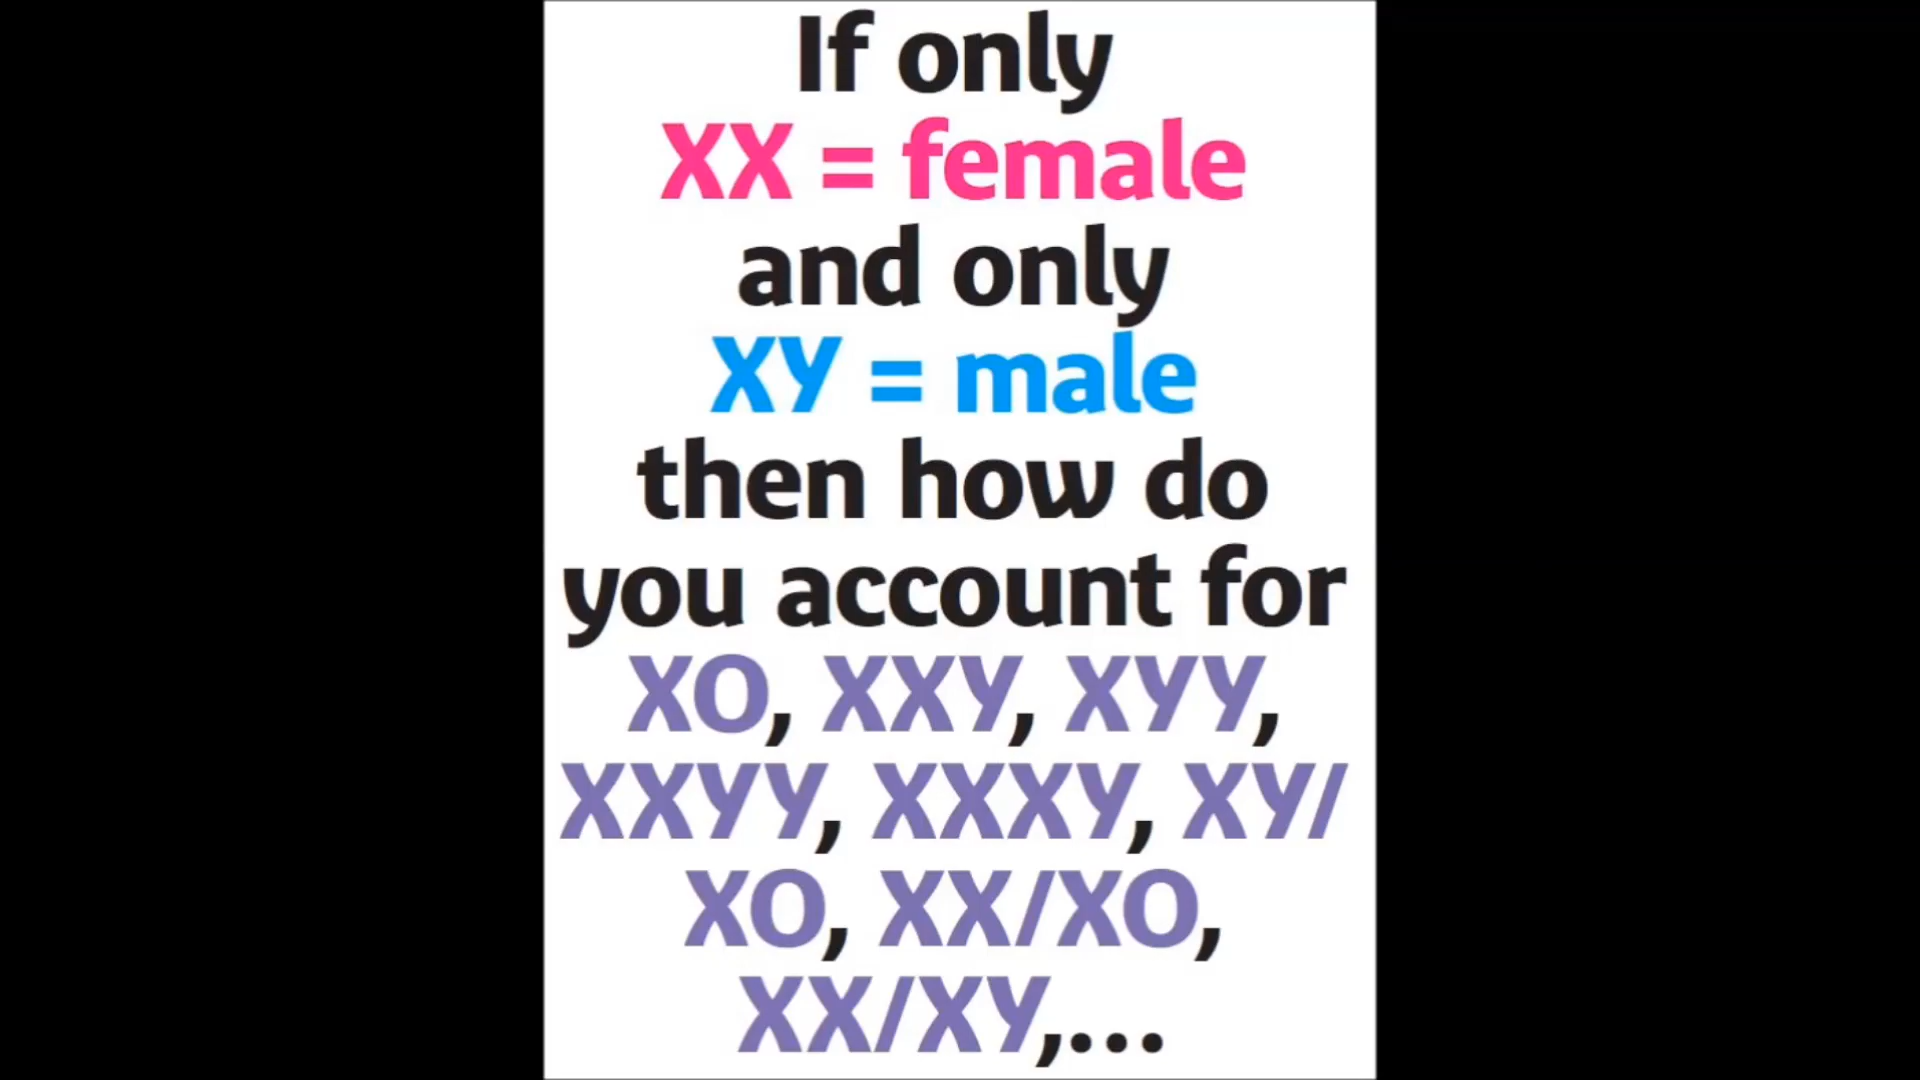 If only
XX = female
and only
XY = male
then how do
you account for
XO, XXY, XYY,
XXYY, XXXY, XY/
XO, XX/XO,
XX/XY,...